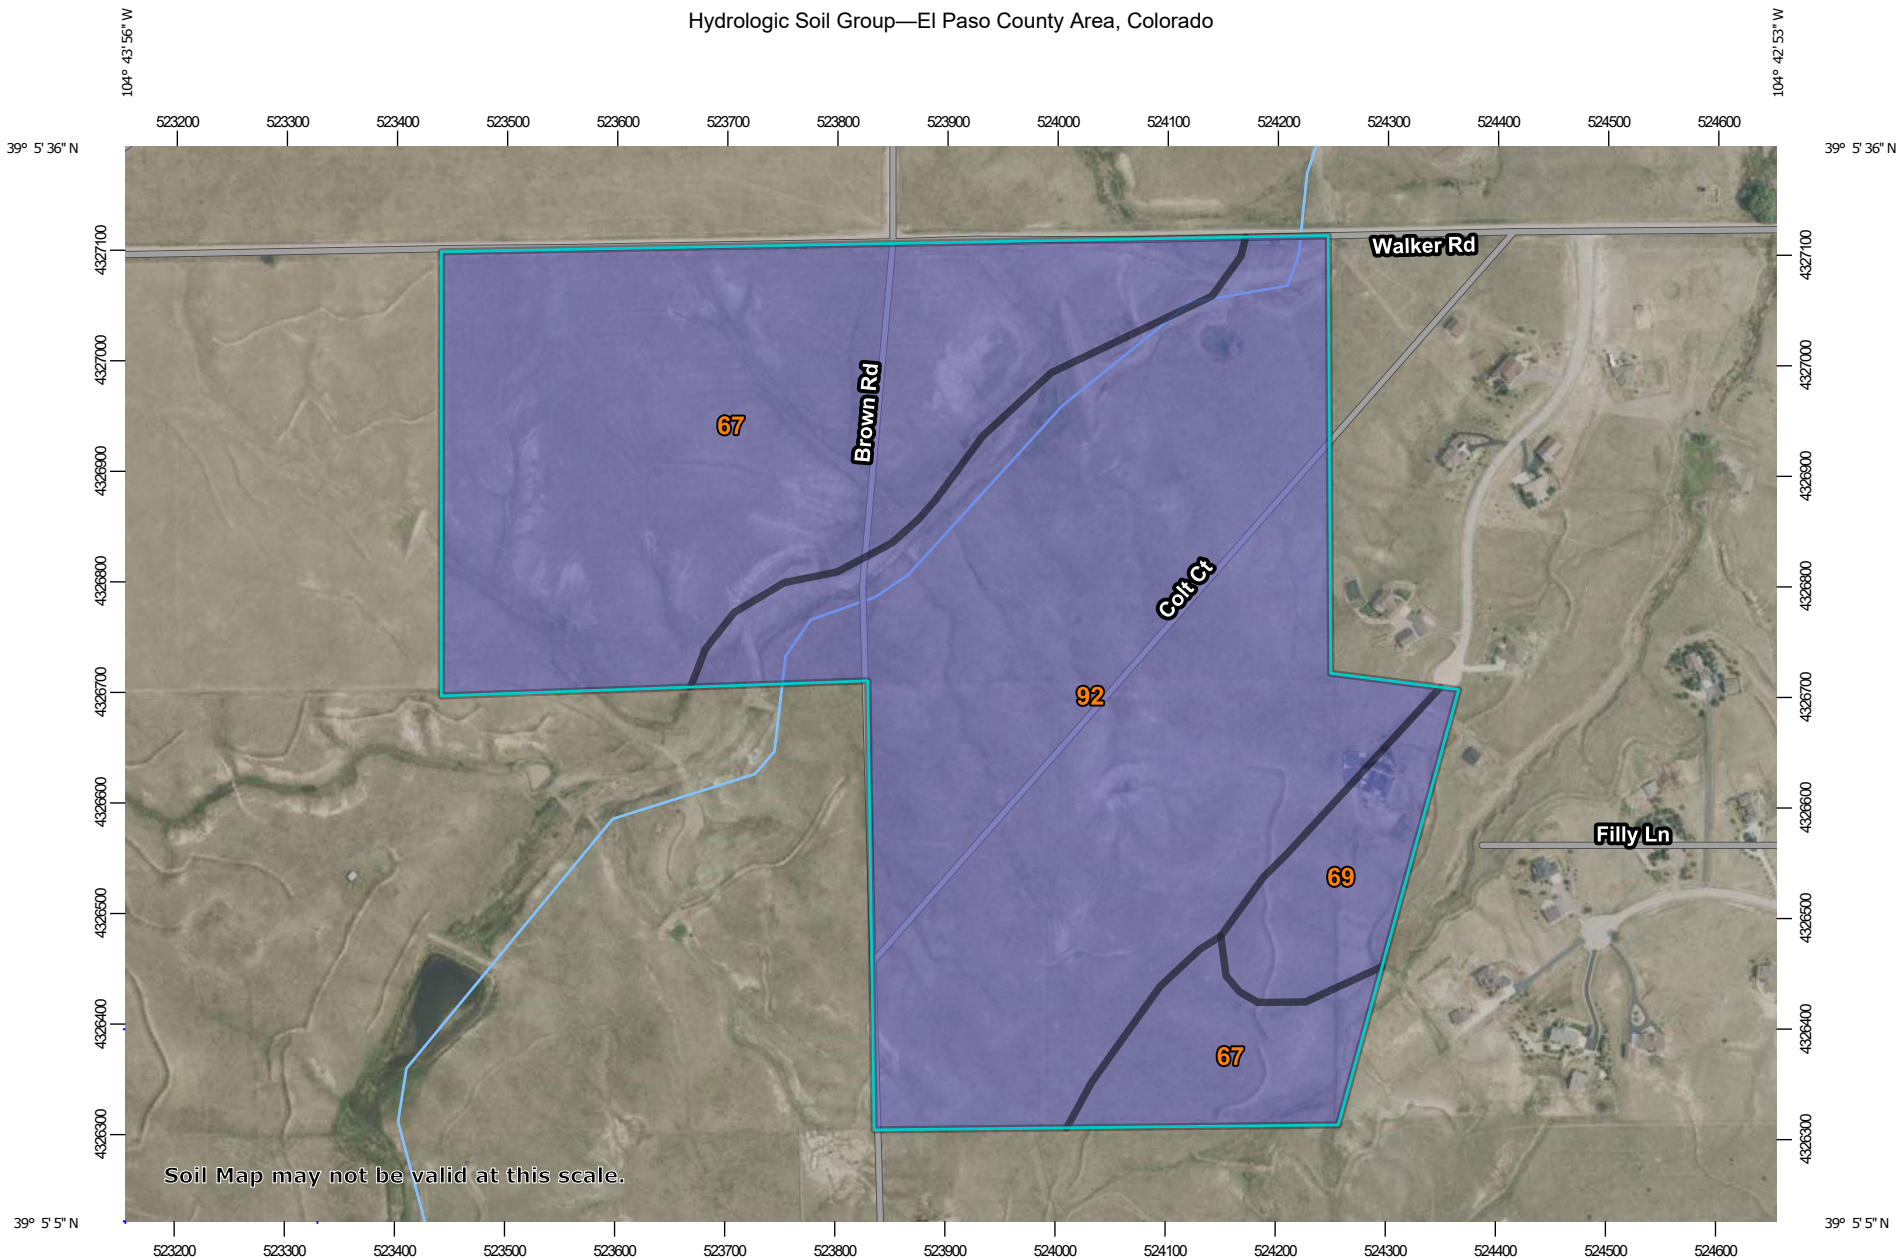 Hydrologic Soil Group—El Paso County Area, Colorado
104° 43' 56'' W
104° 42' 53'' W
523200 523300 523400 523500 523600 523700 523800 523900 524000 524100 524200 524300 524400 524500 524600
39° 5' 36'' N
39° 5' 36'' N
4327100
4327100
Walker Rd
4327000
4327000
Brown Rd
67
4326900
4326900
4326800
4326800
Colt Ct
4326700
4326700
92
4326600
4326600
Filly Ln
69
4326500
4326500
4326400
4326400
67
4326300
4326300
Soil Map may not be valid at this scale.
39° 5' 5'' N
39° 5' 5'' N
523200 523300 523400 523500 523600 523700 523800 523900 524000 524100 524200 524300 524400 524500 524600